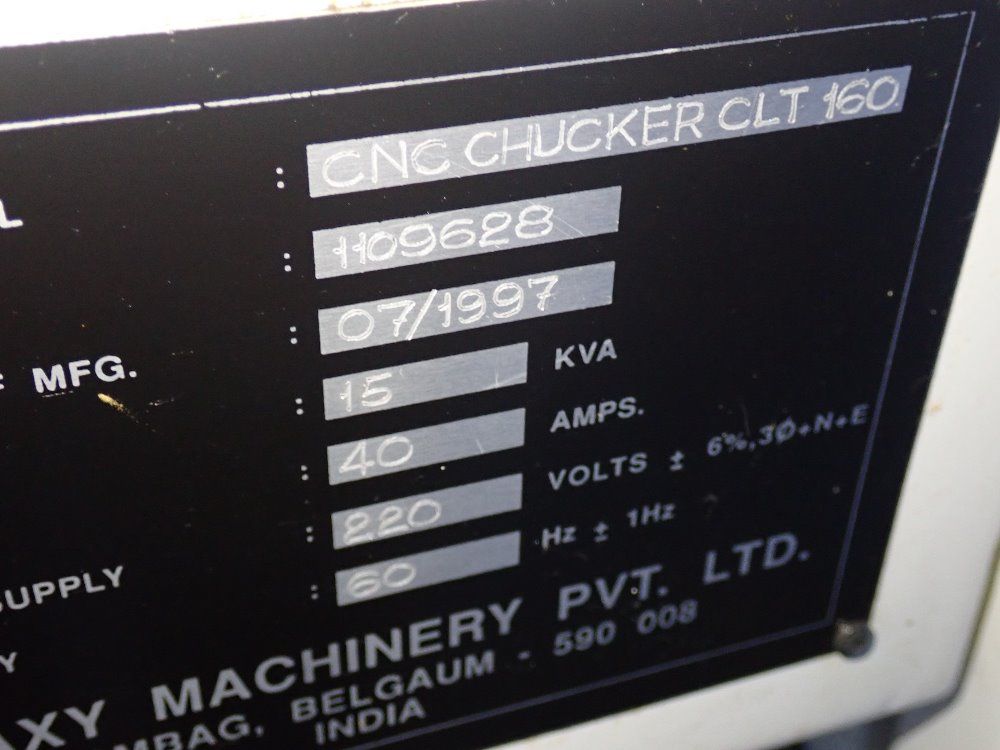 L : CNC CHUCKER CLT 160
: 1109628
MFG. : 07/1997
: 15 KVA
: 40 AMPS.
SUPPLY : 220 VOLTS ± 6%,3Ø+N+E
Y : 60 Hz ± 1Hz
AXY MACHINERY PVT. LTD.
MBAG, BELGAUM - 590 008
INDIA